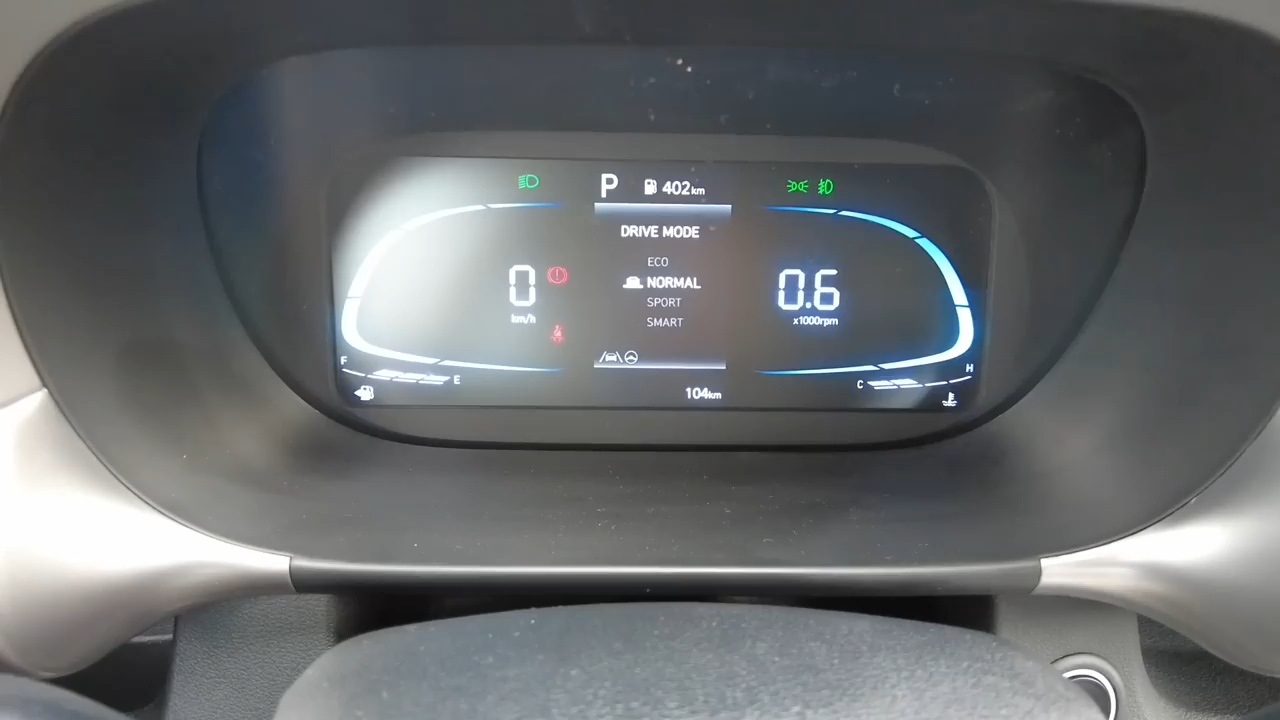 P 402km
DRIVE MODE
ECO
NORMAL
SPORT
SMART
0
km/h
0.6
x1000rpm
F
E
C
H
104km